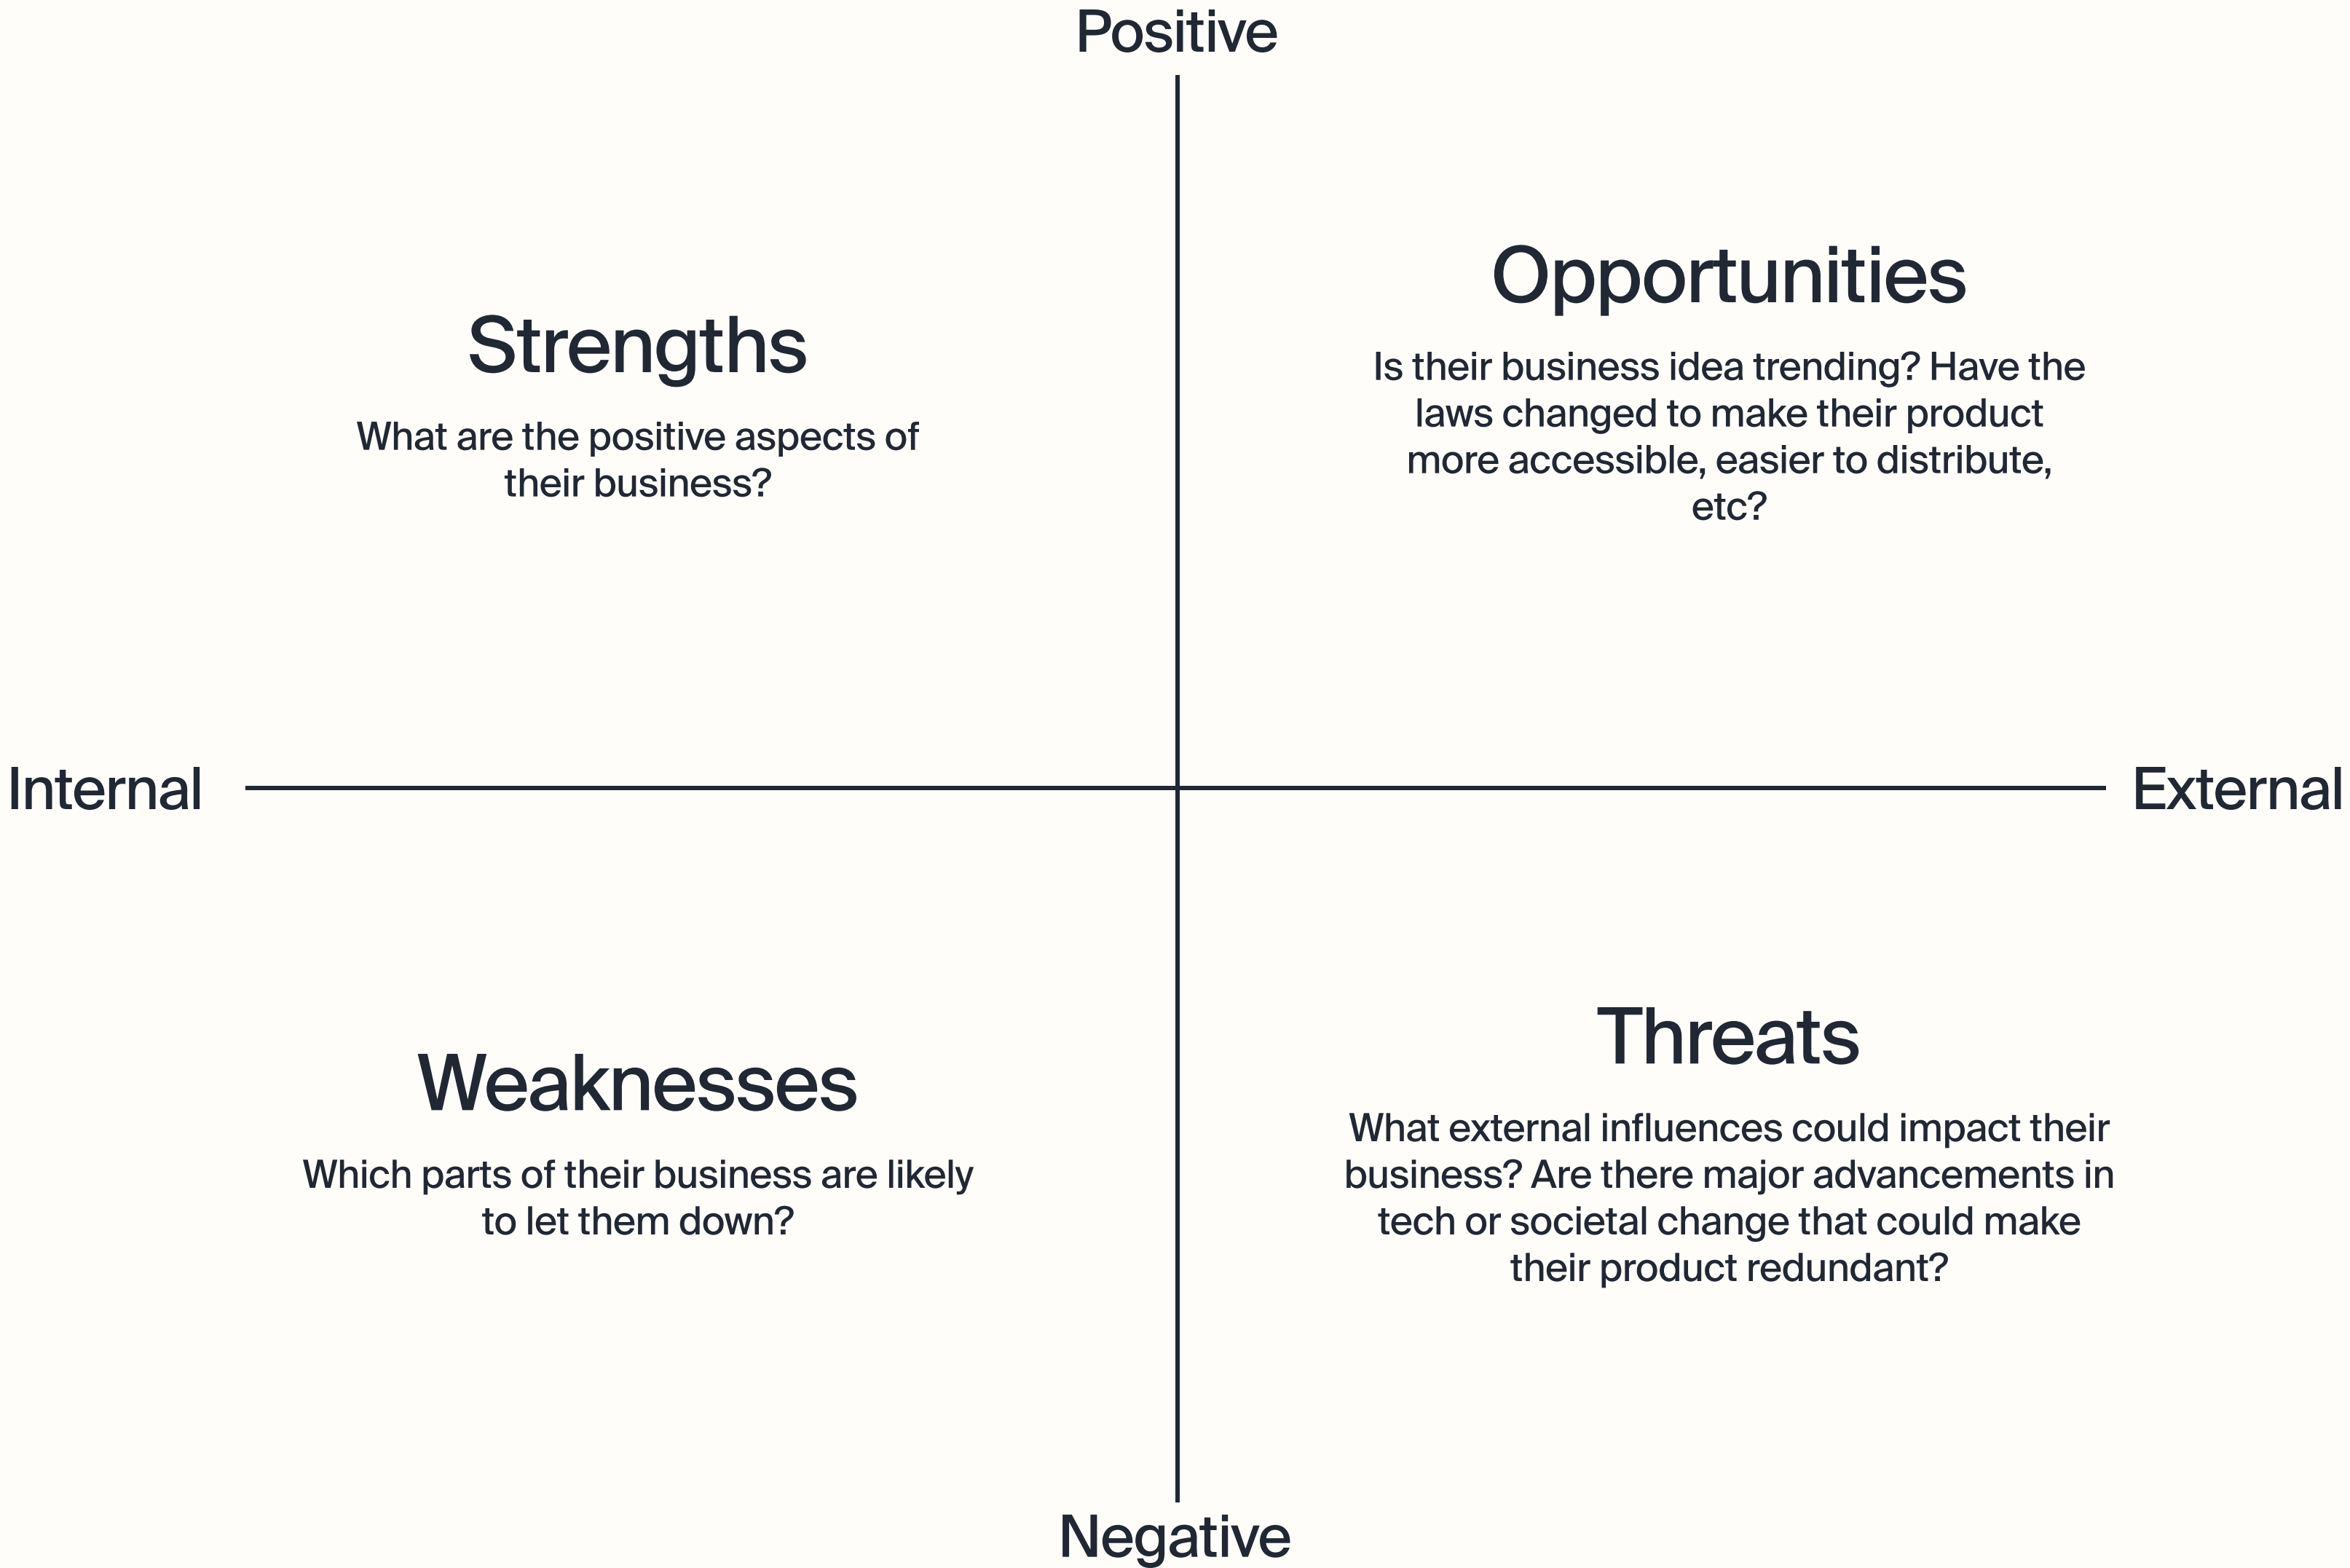 Positive
Strengths
What are the positive aspects of
their business?
Opportunities
Is their business idea trending? Have the
laws changed to make their product
more accessible, easier to distribute,
etc?
Internal
External
Weaknesses
Which parts of their business are likely
to let them down?
Threats
What external influences could impact their
business? Are there major advancements in
tech or societal change that could make
their product redundant?
Negative